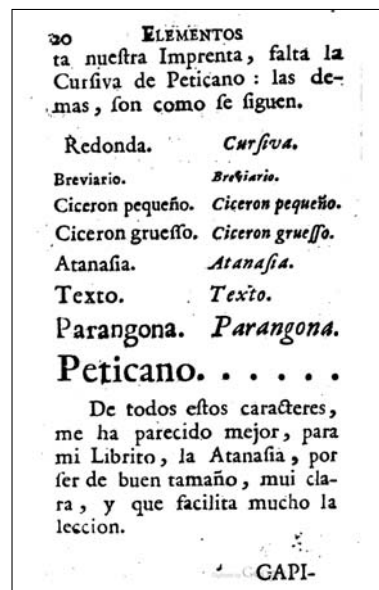 20 ELEMENTOS
ta nueſtra Imprenta, falta la
Curſiva de Peticano : las de-
mas, ſon como ſe ſiguen.
Redonda. Curſiva.
Breviario. Breviario.
Ciceron pequeño. Ciceron pequeño.
Ciceron grueſſo. Ciceron grueſſo.
Atanaſia. Atanaſia.
Texto. Texto.
Parangona. Parangona.
Peticano. . . . . . .
De todos eſtos caracteres,
me ha parecido mejor, para
mi Librito, la Atanaſia, por
ſer de buen tamaño, mui cla-
ra, y que facilita mucho la
leccion.
CAPI-